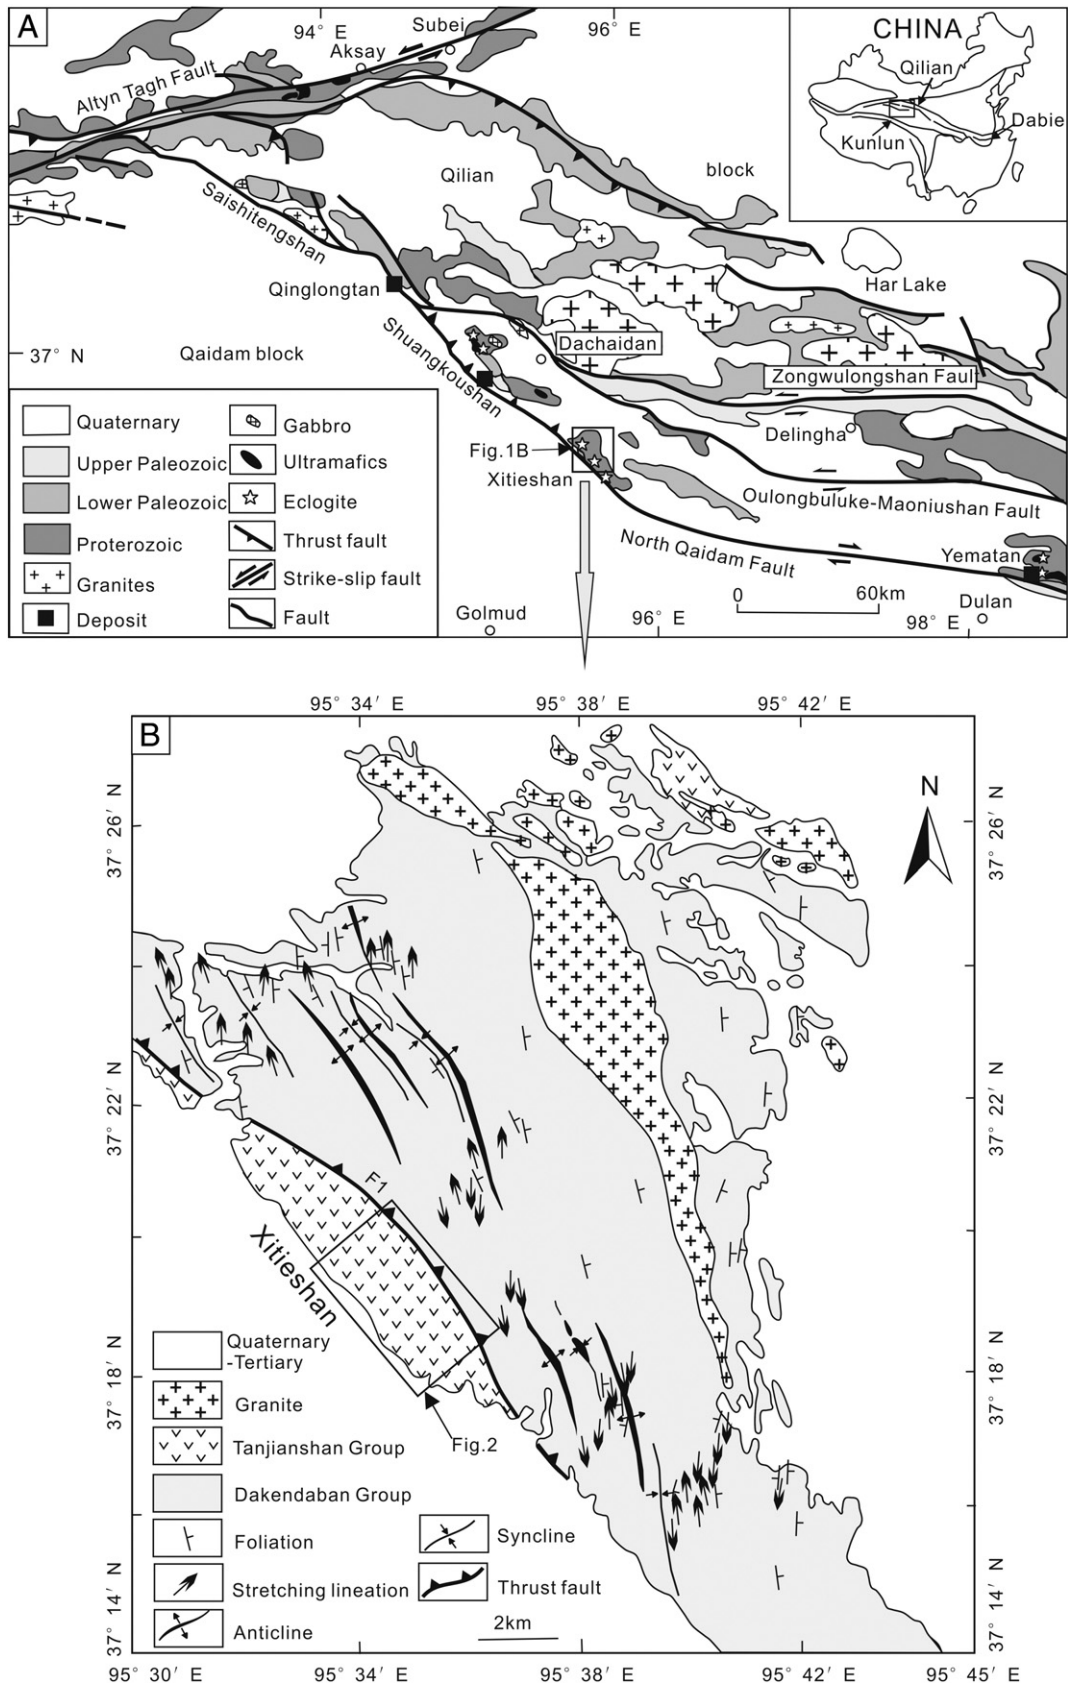 A
94° E
Subei
96° E
Aksay
CHINA
Altyn Tagh Fault
Qilian
Dabie
Kunlun
Qilian
block
Saishitengshan
Har Lake
Qinglongtan
Shuangkoushan
Dachaidan
37° N
Qaidam block
Zongwulongshan Fault
Delingha
Quaternary
Gabbro
Fig.1B
Upper Paleozoic
Ultramafics
Xitieshan
Lower Paleozoic
Eclogite
Oulongbuluke-Maoniushan Fault
Proterozoic
Thrust fault
North Qaidam Fault
Yematan
Granites
Strike-slip fault
0
60km
Deposit
Fault
Golmud
96° E
Dulan
98° E
95° 34′ E
95° 38′ E
95° 42′ E
B
N
37° 26′ N
37° 26′ N
37° 22′ N
37° 22′ N
F1
Xitieshan
37° 18′ N
37° 18′ N
Quaternary
-Tertiary
Granite
Tanjianshan Group
Fig.2
Dakendaban Group
Foliation
Syncline
Stretching lineation
Thrust fault
Anticline
2km
37° 14′ N
37° 14′ N
95° 30′ E
95° 34′ E
95° 38′ E
95° 42′ E
95° 45′ E